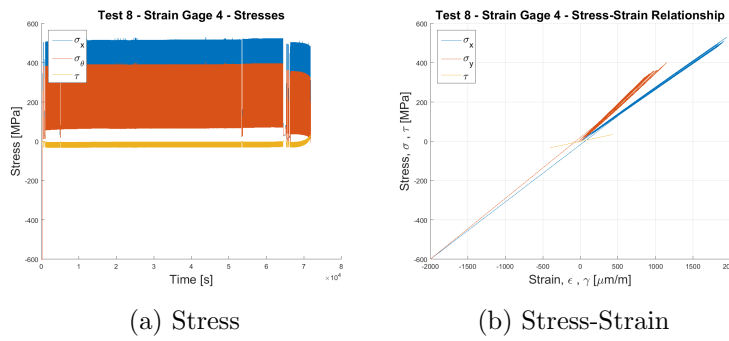 Test 8 - Strain Gage 4 - Stresses
600
400
200
0
-200
-400
-600
0
1
2
3
4
5
6
7
8
×10⁴
Stress [MPa]
Time [s]
σx
σθ
τ
Test 8 - Strain Gage 4 - Stress-Strain Relationship
600
400
200
0
-200
-400
-600
-2000
-1500
-1000
-500
0
500
1000
1500
200
Stress, σ , τ [MPa]
Strain, ϵ , γ [μm/m]
σx
σy
τ
(a) Stress
(b) Stress-Strain